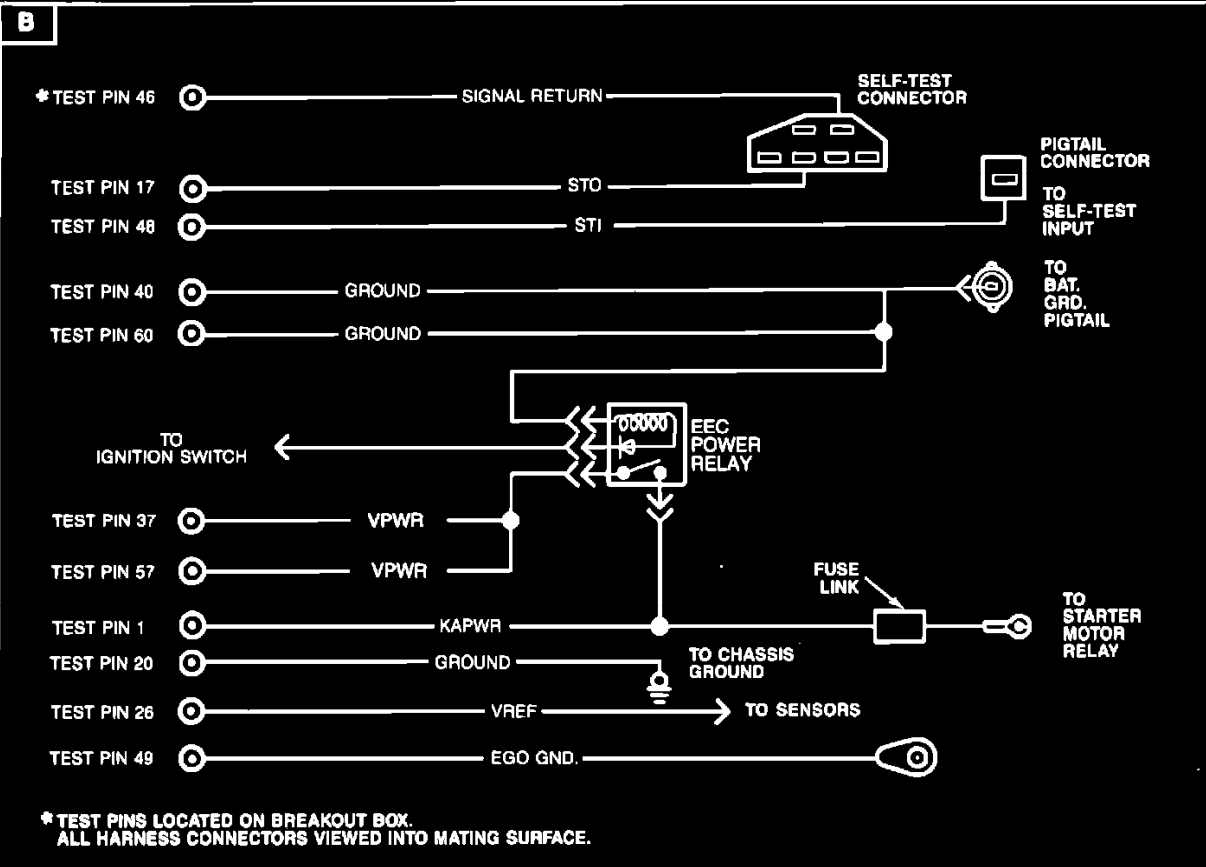 B
* TEST PIN 46
SIGNAL RETURN
SELF-TEST
CONNECTOR
PIGTAIL
CONNECTOR
TO
SELF-TEST
INPUT
TEST PIN 17
STO
TEST PIN 48
STI
TEST PIN 40
GROUND
TO
BAT.
GRD.
PIGTAIL
TEST PIN 60
GROUND
TO
IGNITION SWITCH
EEC
POWER
RELAY
TEST PIN 37
VPWR
TEST PIN 57
VPWR
FUSE
LINK
TEST PIN 1
KAPWR
TO
STARTER
MOTOR
RELAY
TEST PIN 20
GROUND
TO CHASSIS
GROUND
TEST PIN 26
VREF
TO SENSORS
TEST PIN 49
EGO GND.
* TEST PINS LOCATED ON BREAKOUT BOX.
ALL HARNESS CONNECTORS VIEWED INTO MATING SURFACE.